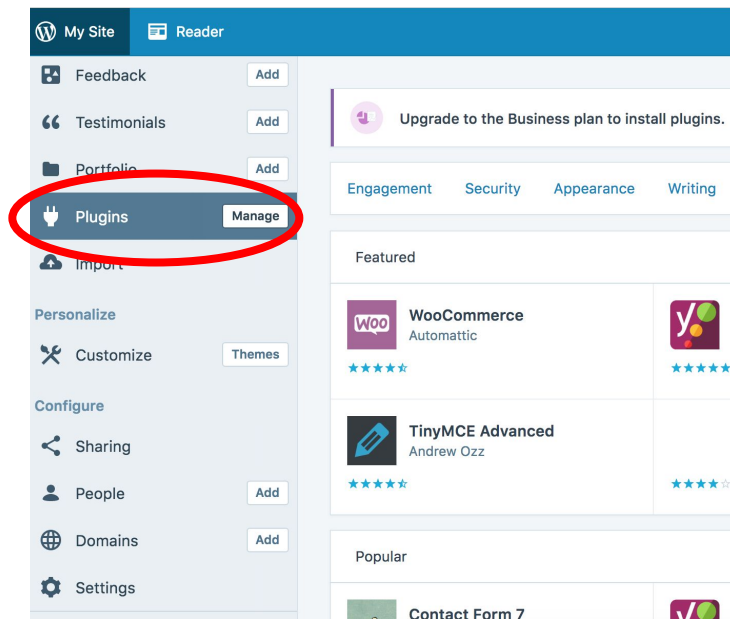 My Site
Reader
Feedback
Add
Testimonials
Add
Portfolio
Add
Plugins
Manage
Import
Personalize
Customize
Themes
Configure
Sharing
People
Add
Domains
Add
Settings
Upgrade to the Business plan to install plugins.
Engagement Security Appearance Writing
Featured
WOO
WooCommerce
Automattic
y
TinyMCE Advanced
Andrew Ozz
Popular
Contact Form 7